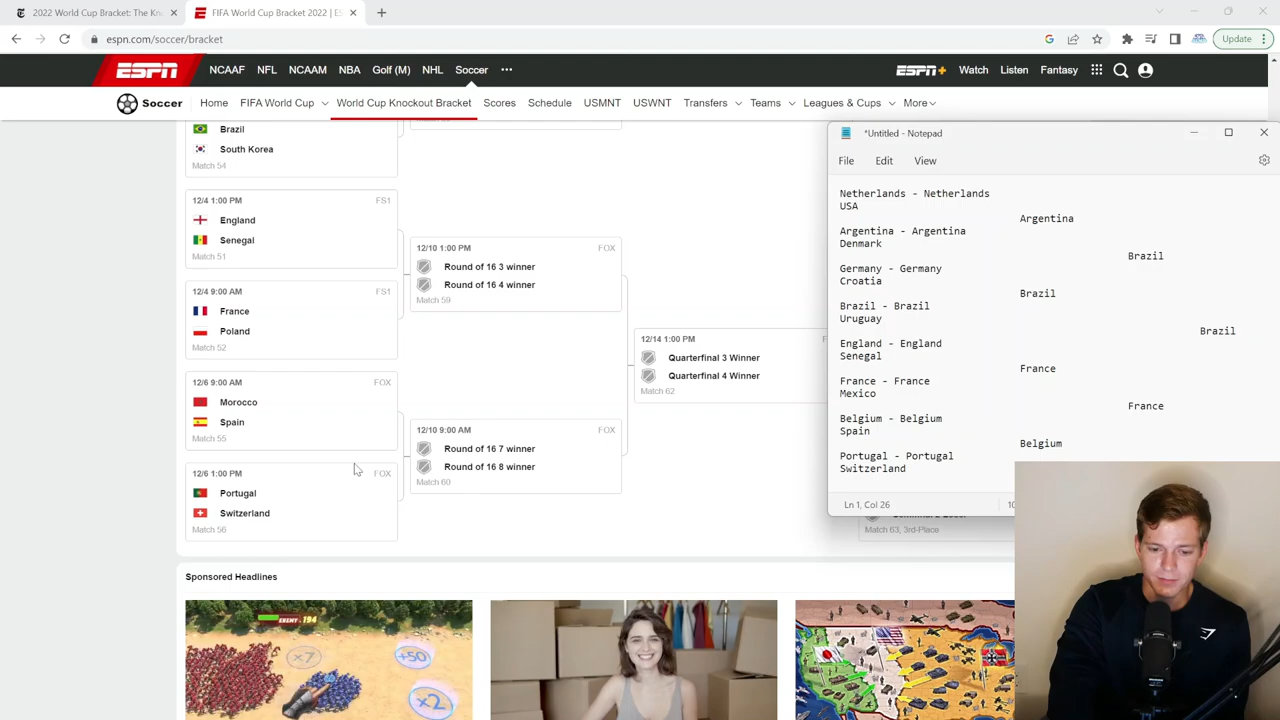 2022 World Cup Bracket: The Kn
FIFA World Cup Bracket 2022 | ES
espn.com/soccer/bracket
Update
ESPN
NCAAF
NFL
NCAAM
NBA
Golf (M)
NHL
Soccer
ESPN+
Watch
Listen
Fantasy
Soccer
Home
FIFA World Cup
World Cup Knockout Bracket
Scores
Schedule
USMNT
USWNT
Transfers
Teams
Leagues & Cups
More
Brazil
South Korea
Match 54
12/4 1:00 PM FS1
England
Senegal
Match 51
12/4 9:00 AM FS1
France
Poland
Match 52
12/6 9:00 AM FOX
Morocco
Spain
Match 55
12/6 1:00 PM FOX
Portugal
Switzerland
Match 56
12/10 1:00 PM FOX
Round of 16 3 winner
Round of 16 4 winner
Match 59
12/10 9:00 AM FOX
Round of 16 7 winner
Round of 16 8 winner
Match 60
12/14 1:00 PM
Quarterfinal 3 Winner
Quarterfinal 4 Winner
Match 62
Match 63, 3rd-Place
*Untitled - Notepad
File
Edit
View
Netherlands - Netherlands
USA
Argentina
Argentina - Argentina
Denmark
Brazil
Germany - Germany
Croatia
Brazil
Brazil - Brazil
Uruguay
Brazil
England - England
Senegal
France
France - France
Mexico
France
Belgium - Belgium
Spain
Belgium
Portugal - Portugal
Switzerland
Ln 1, Col 26
10
Sponsored Headlines
ENEMY: 194
x7
+50
x2